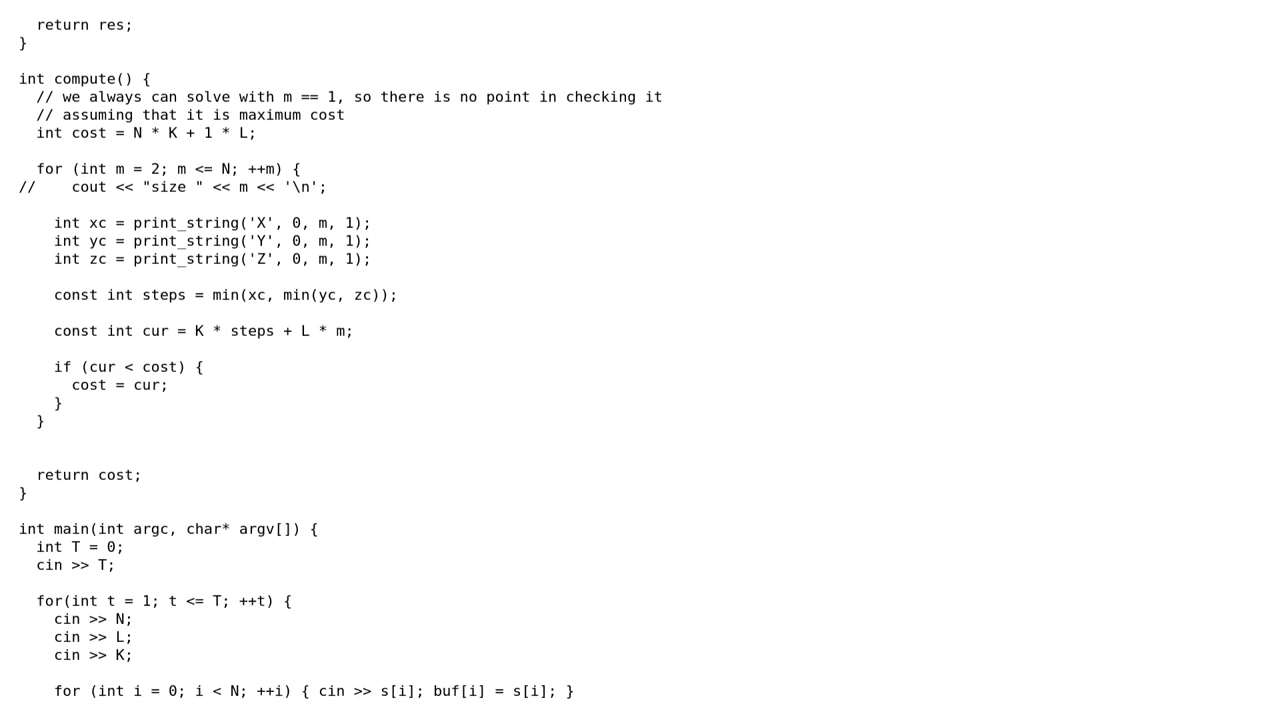 return res;
}

int compute() {
  // we always can solve with m == 1, so there is no point in checking it
  // assuming that it is maximum cost
  int cost = N * K + 1 * L;

  for (int m = 2; m <= N; ++m) {
//    cout << "size " << m << '\n';

    int xc = print_string('X', 0, m, 1);
    int yc = print_string('Y', 0, m, 1);
    int zc = print_string('Z', 0, m, 1);

    const int steps = min(xc, min(yc, zc));

    const int cur = K * steps + L * m;

    if (cur < cost) {
      cost = cur;
    }
  }


  return cost;
}

int main(int argc, char* argv[]) {
  int T = 0;
  cin >> T;

  for(int t = 1; t <= T; ++t) {
    cin >> N;
    cin >> L;
    cin >> K;

    for (int i = 0; i < N; ++i) { cin >> s[i]; buf[i] = s[i]; }